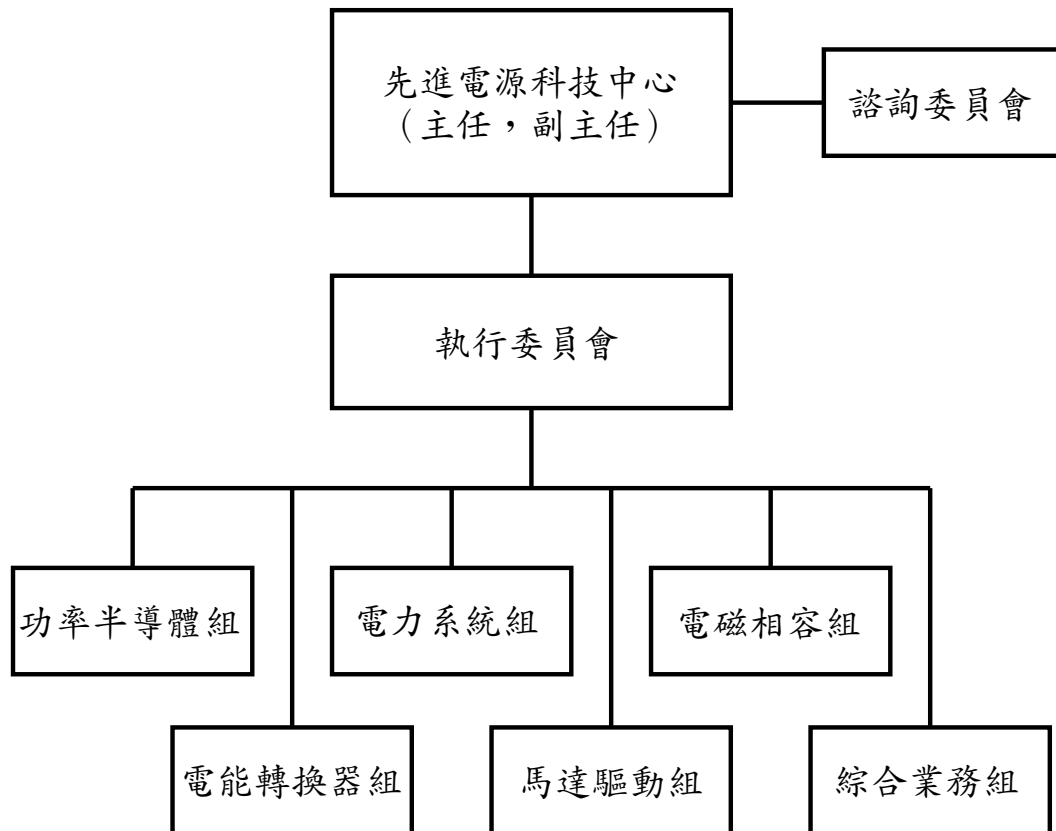 先進電源科技中心
（主任，副主任）
諮詢委員會
執行委員會
功率半導體組
電力系統組
電磁相容組
電能轉換器組
馬達驅動組
綜合業務組